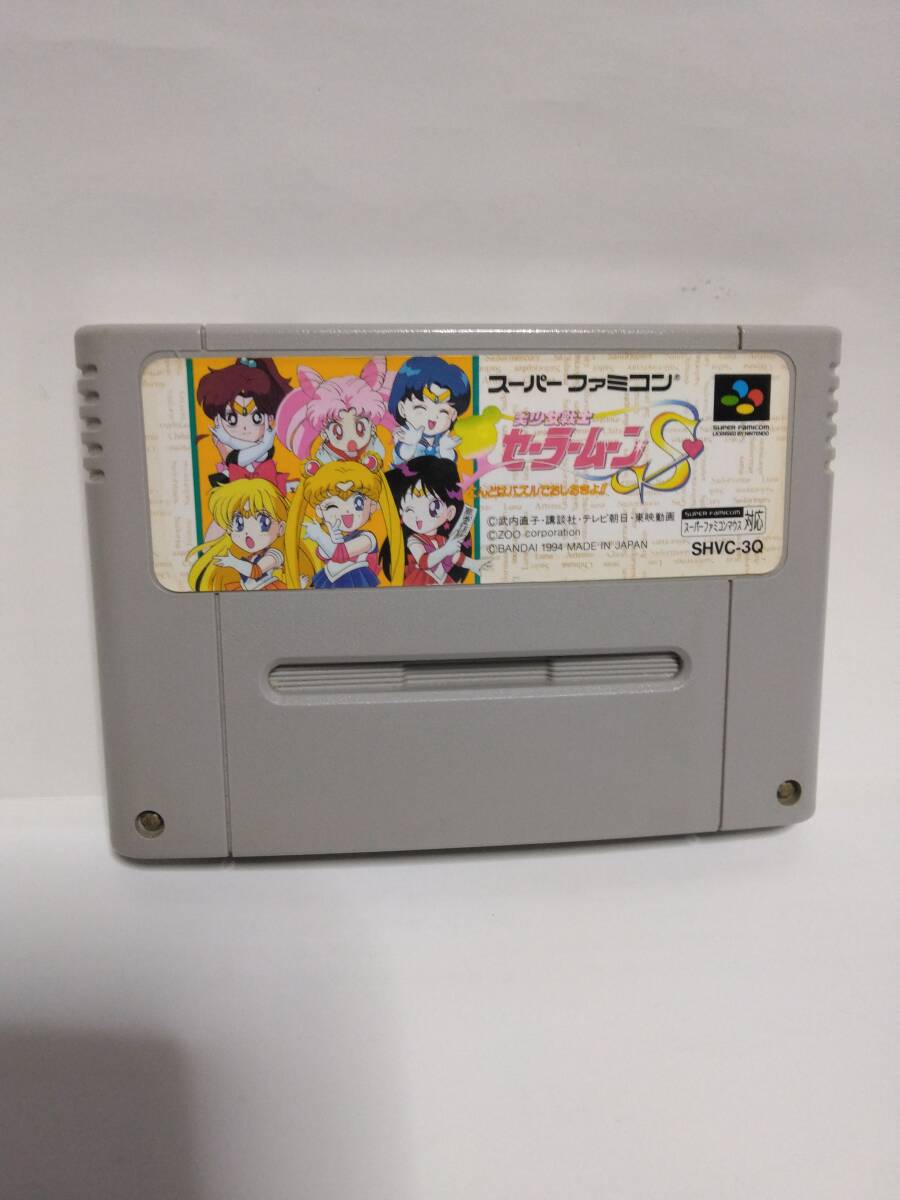 スーパーファミコン®
美少女戦士
セーラームーンS
こんどはパズルでおしおきよ!
©武内直子・講談社・テレビ朝日・東映動画
©ZOO corporation
©BANDAI 1994 MADE IN JAPAN
SUPER FAMICOM
LICENSED BY NINTENDO
SUPER FAMICOM
スーパーファミコンマウス 対応
SHVC-3Q